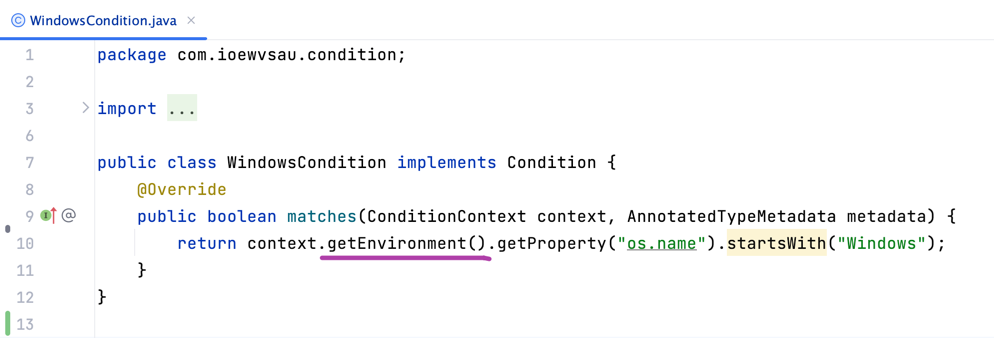 WindowsCondition.java
1 package com.ioewvsau.condition;
2
3 import ...
6
7 public class WindowsCondition implements Condition {
8 @Override
9 public boolean matches(ConditionContext context, AnnotatedTypeMetadata metadata) {
10 return context.getEnvironment().getProperty("os.name").startsWith("Windows");
11 }
12 }
13